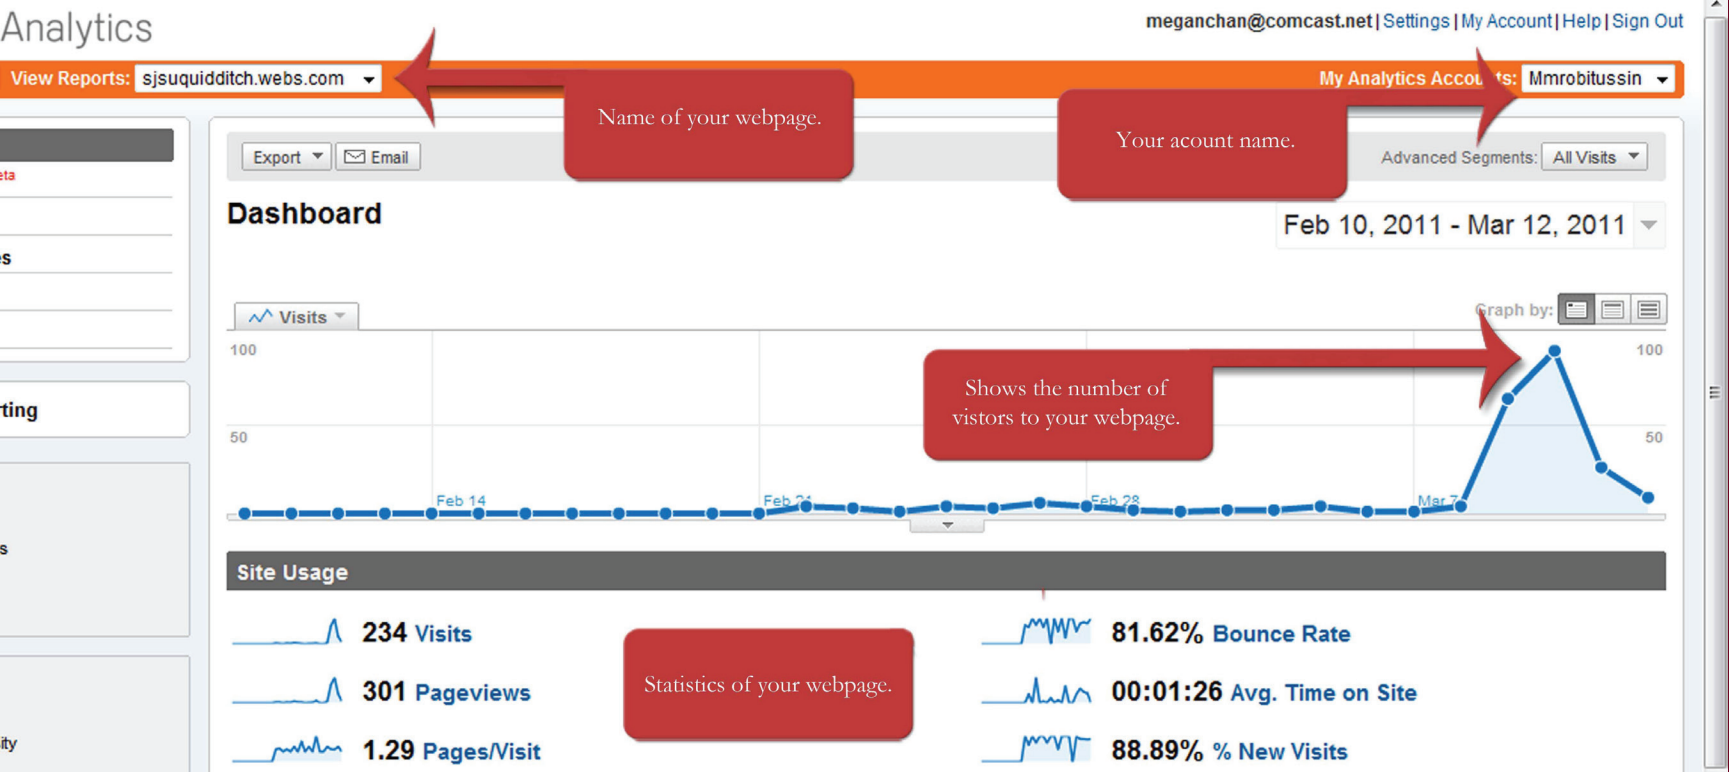 Analytics
meganchan@comcast.net | Settings | My Account | Help | Sign Out
View Reports: sjsuquidditch.webs.com
My Analytics Accounts: Mmrobitussin
Name of your webpage.
Your acount name.
Export
Email
Advanced Segments: All Visits
eta
Dashboard
Feb 10, 2011 - Mar 12, 2011
es
Visits
Graph by:
100
100
Shows the number of
vistors to your webpage.
rting
50
50
Feb 14
Feb 21
Feb 28
Mar 7
s
Site Usage
234 Visits
81.62% Bounce Rate
Statistics of your webpage.
301 Pageviews
00:01:26 Avg. Time on Site
ity
1.29 Pages/Visit
88.89% % New Visits